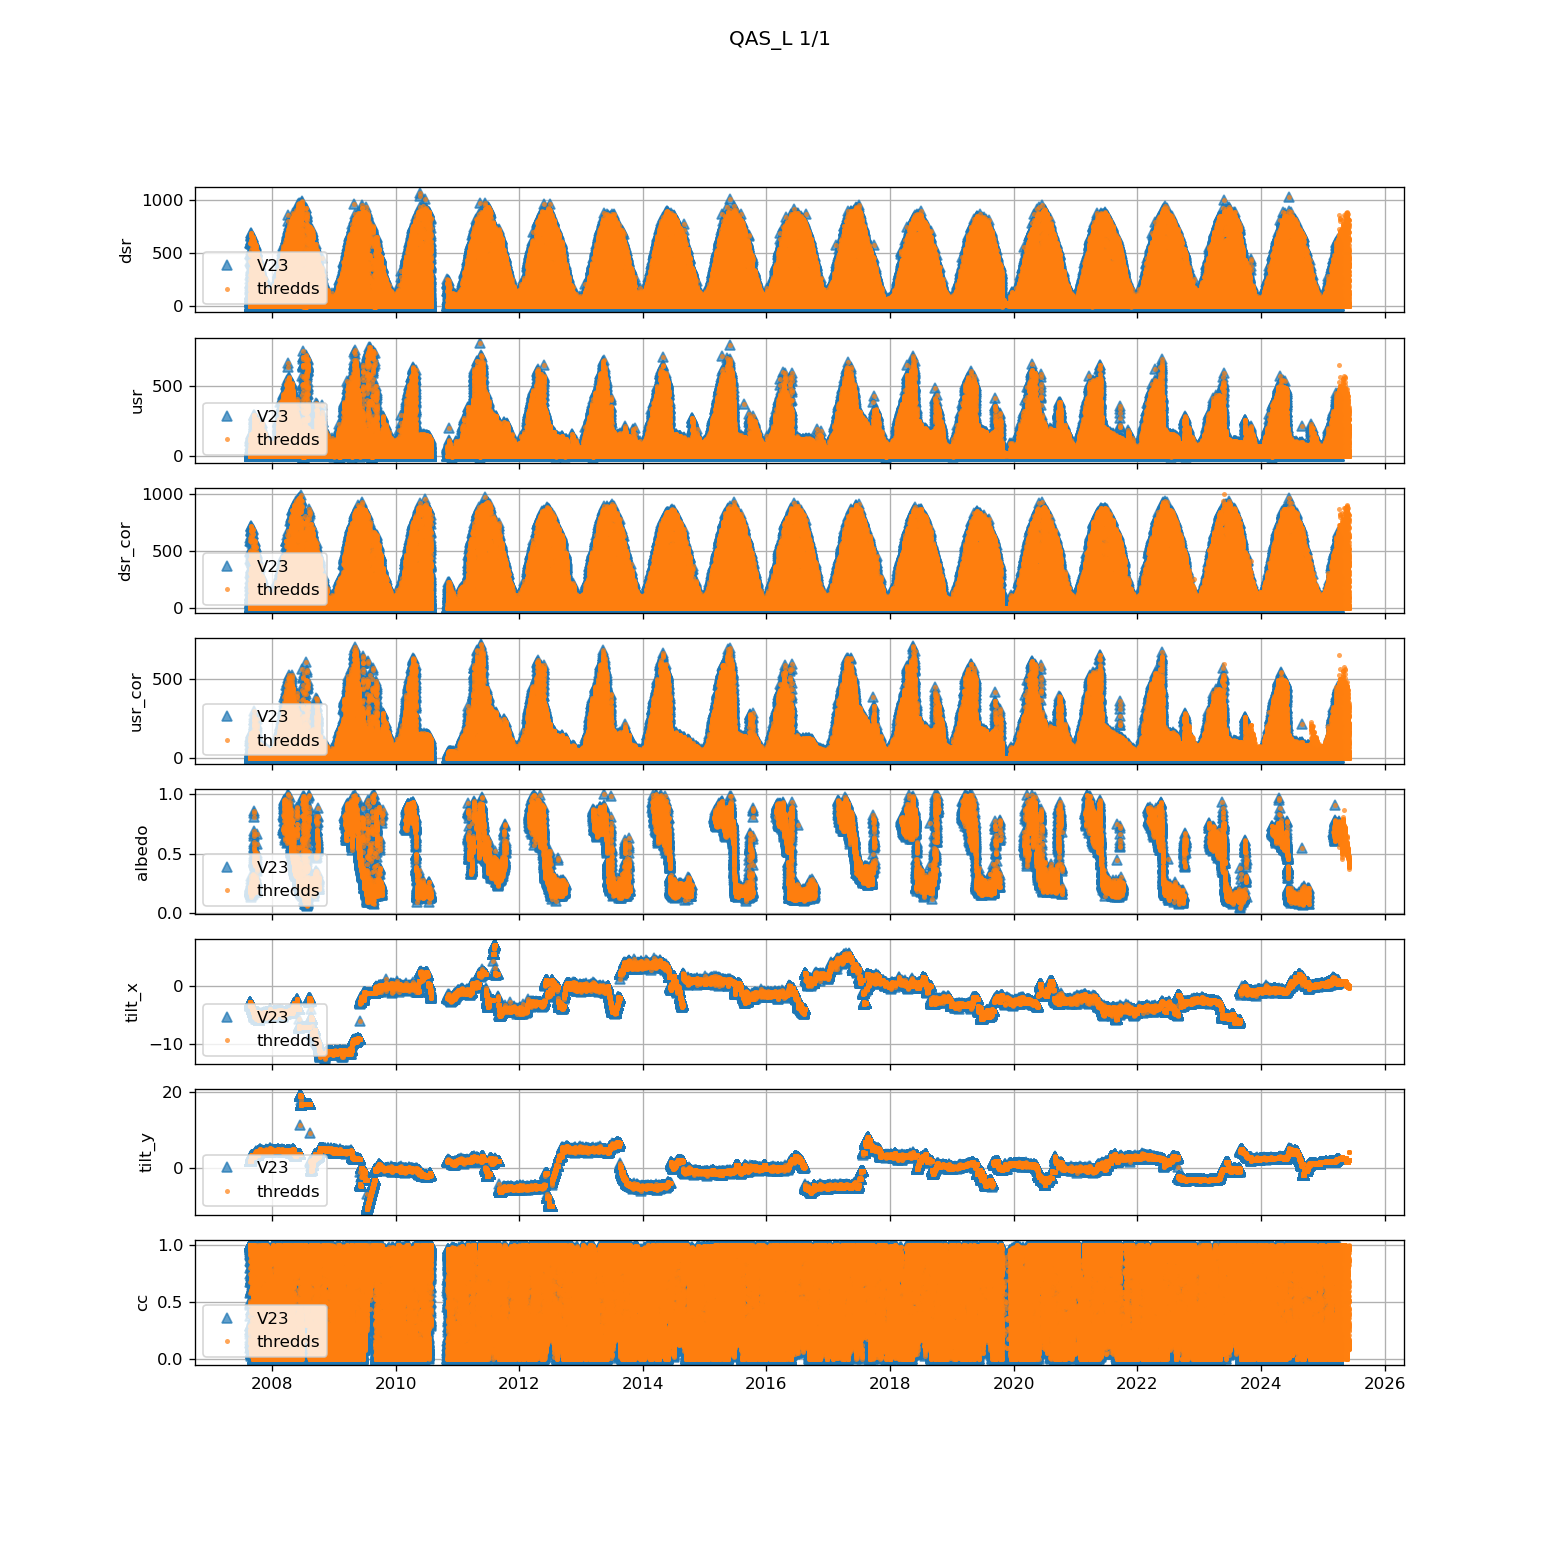 QAS_L 1/1
dsr
1000
500
0
V23
thredds
usr
500
0
V23
thredds
dsr_cor
1000
500
0
V23
thredds
usr_cor
500
0
V23
thredds
albedo
1.0
0.5
0.0
V23
thredds
tilt_x
0
−10
V23
thredds
tilt_y
20
0
V23
thredds
cc
1.0
0.5
0.0
V23
thredds
2008 2010 2012 2014 2016 2018 2020 2022 2024 2026